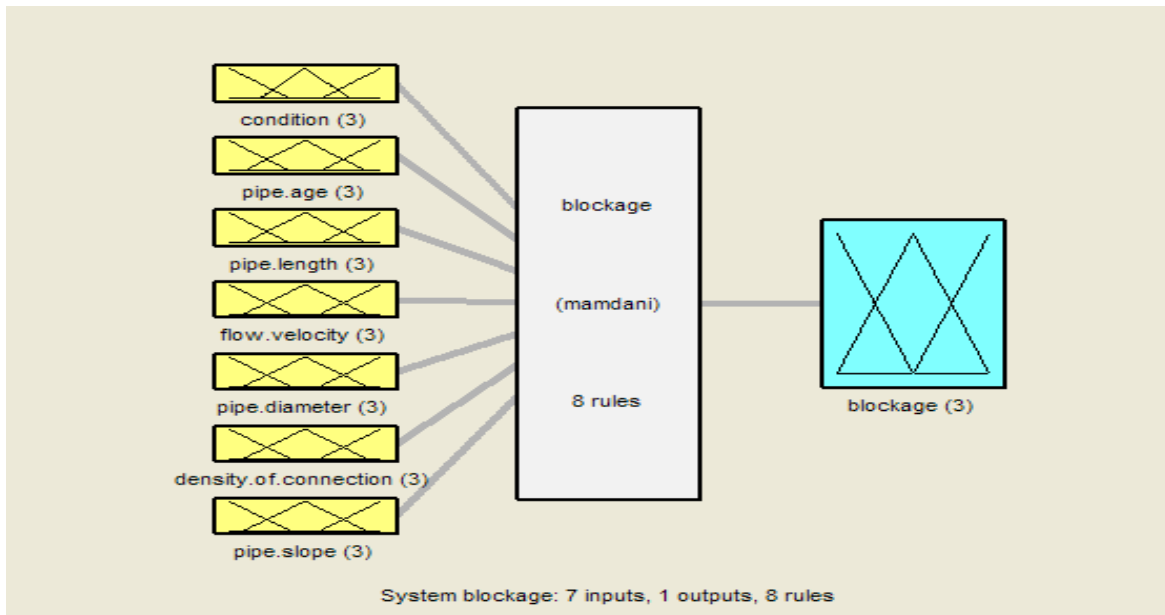 condition (3)
pipe.age (3)
pipe.length (3)
flow.velocity (3)
pipe.diameter (3)
density.of.connection (3)
pipe.slope (3)
blockage
(mamdani)
8 rules
blockage (3)
System blockage: 7 inputs, 1 outputs, 8 rules